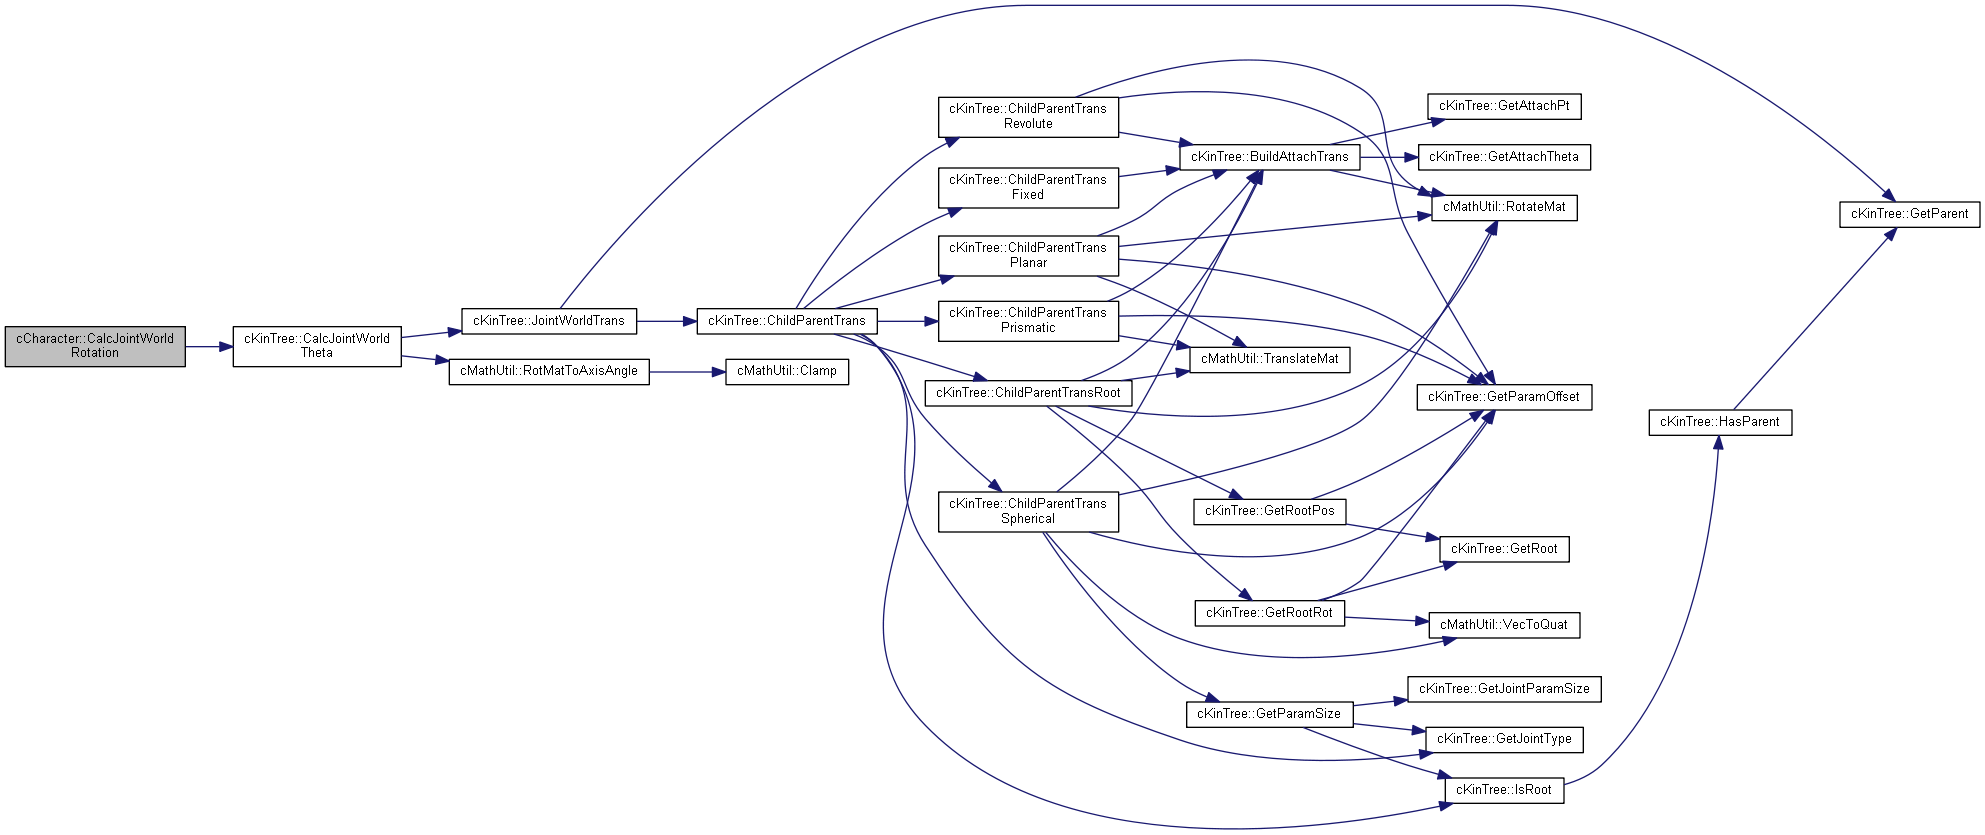 cCharacter::CalcJointWorld
Rotation
cKinTree::CalcJointWorld
Theta
cKinTree::JointWorldTrans
cMathUtil::RotMatToAxisAngle
cKinTree::ChildParentTrans
cMathUtil::Clamp
cKinTree::ChildParentTrans
Revolute
cKinTree::ChildParentTrans
Fixed
cKinTree::ChildParentTrans
Planar
cKinTree::ChildParentTrans
Prismatic
cKinTree::ChildParentTransRoot
cKinTree::ChildParentTrans
Spherical
cKinTree::BuildAttachTrans
cMathUtil::TranslateMat
cKinTree::GetRootPos
cKinTree::GetRootRot
cKinTree::GetParamSize
cKinTree::GetAttachPt
cKinTree::GetAttachTheta
cMathUtil::RotateMat
cKinTree::GetParamOffset
cKinTree::GetRoot
cMathUtil::VecToQuat
cKinTree::GetJointParamSize
cKinTree::GetJointType
cKinTree::IsRoot
cKinTree::HasParent
cKinTree::GetParent